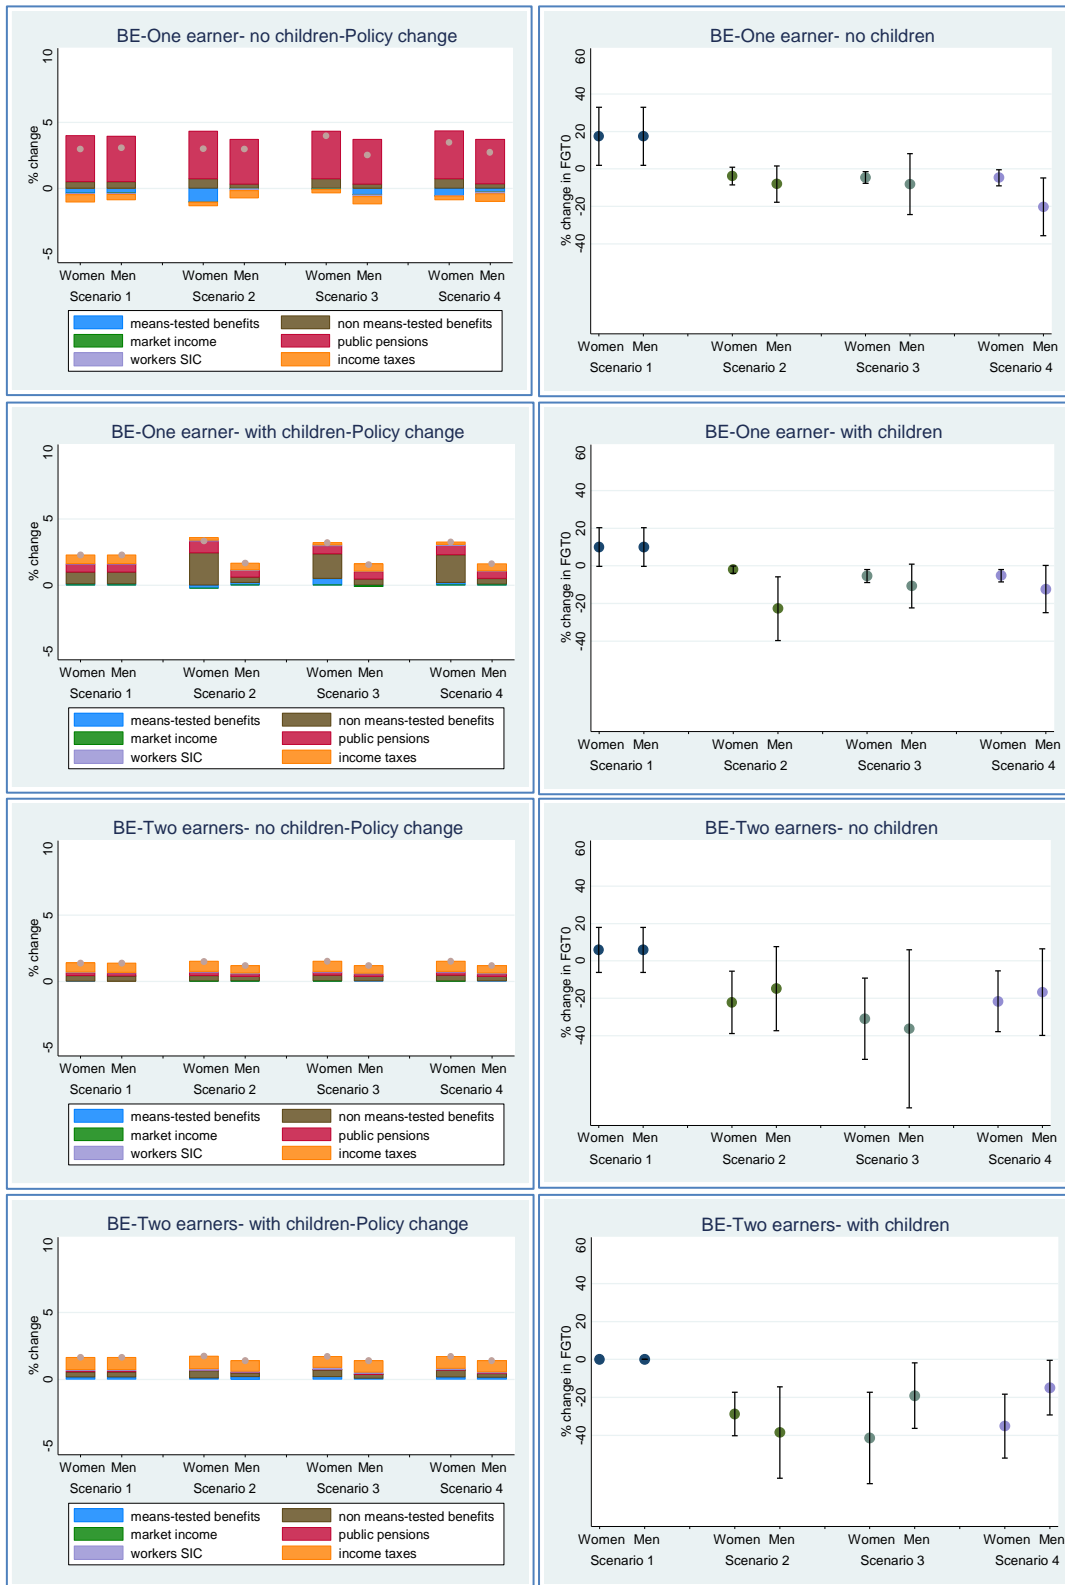 BE-One earner- no children-Policy change
% change
10
5
0
-5
Women Men Women Men Women Men Women Men
Scenario 1 Scenario 2 Scenario 3 Scenario 4
means-tested benefits non means-tested benefits
market income public pensions
workers SIC income taxes
BE-One earner- no children
% change in FGT0
60
40
20
0
-20
-40
Women Men Women Men Women Men Women Men
Scenario 1 Scenario 2 Scenario 3 Scenario 4
BE-One earner- with children-Policy change
% change
10
5
0
-5
Women Men Women Men Women Men Women Men
Scenario 1 Scenario 2 Scenario 3 Scenario 4
means-tested benefits non means-tested benefits
market income public pensions
workers SIC income taxes
BE-One earner- with children
% change in FGT0
60
40
20
0
-20
-40
Women Men Women Men Women Men Women Men
Scenario 1 Scenario 2 Scenario 3 Scenario 4
BE-Two earners- no children-Policy change
% change
10
5
0
-5
Women Men Women Men Women Men Women Men
Scenario 1 Scenario 2 Scenario 3 Scenario 4
means-tested benefits non means-tested benefits
market income public pensions
workers SIC income taxes
BE-Two earners- no children
% change in FGT0
60
40
20
0
-20
-40
Women Men Women Men Women Men Women Men
Scenario 1 Scenario 2 Scenario 3 Scenario 4
BE-Two earners- with children-Policy change
% change
10
5
0
-5
Women Men Women Men Women Men Women Men
Scenario 1 Scenario 2 Scenario 3 Scenario 4
means-tested benefits non means-tested benefits
market income public pensions
workers SIC income taxes
BE-Two earners- with children
% change in FGT0
60
40
20
0
-20
-40
Women Men Women Men Women Men Women Men
Scenario 1 Scenario 2 Scenario 3 Scenario 4